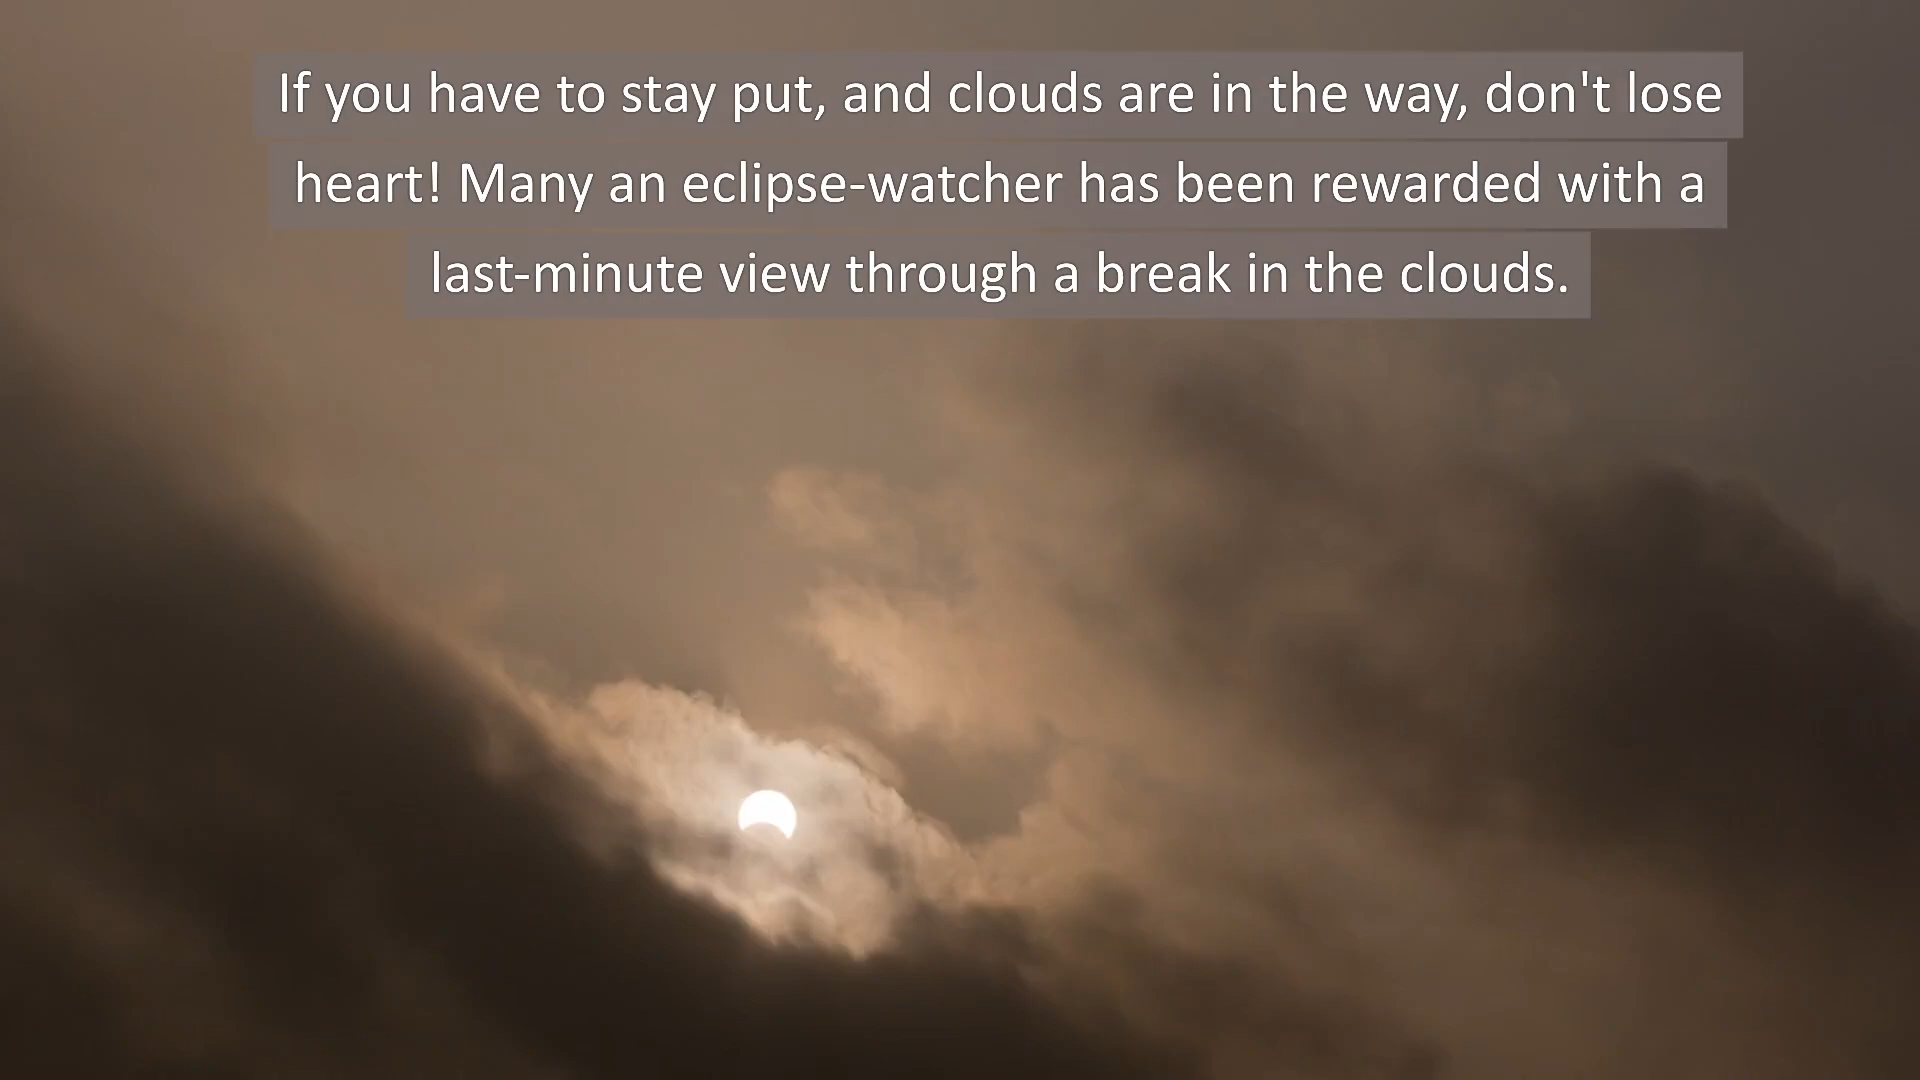 If you have to stay put, and clouds are in the way, don't lose
heart! Many an eclipse-watcher has been rewarded with a
last-minute view through a break in the clouds.